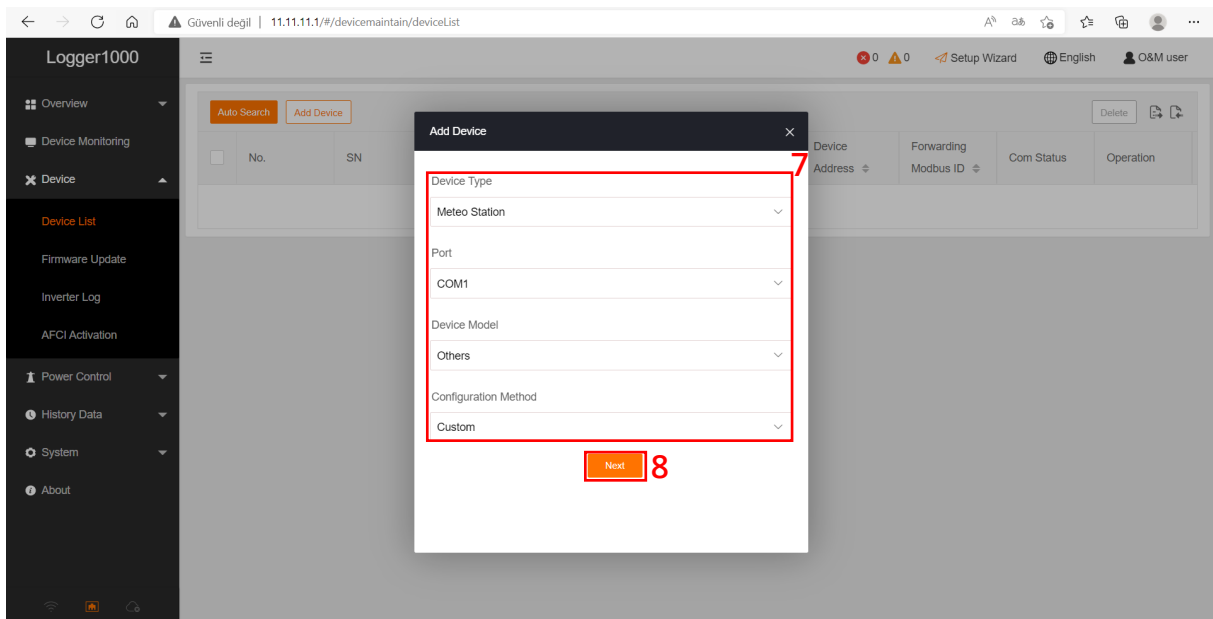 Güvenli değil | 11.11.11.1/#/devicemaintain/deviceList
Logger1000
0 0 Setup Wizard English O&M user
Overview
Device Monitoring
Device
Device List
Firmware Update
Inverter Log
AFCI Activation
Power Control
History Data
System
About
Auto Search Add Device Delete
No. SN Device Address Forwarding Modbus ID Com Status Operation
Add Device
7
Device Type
Meteo Station
Port
COM1
Device Model
Others
Configuration Method
Custom
Next 8